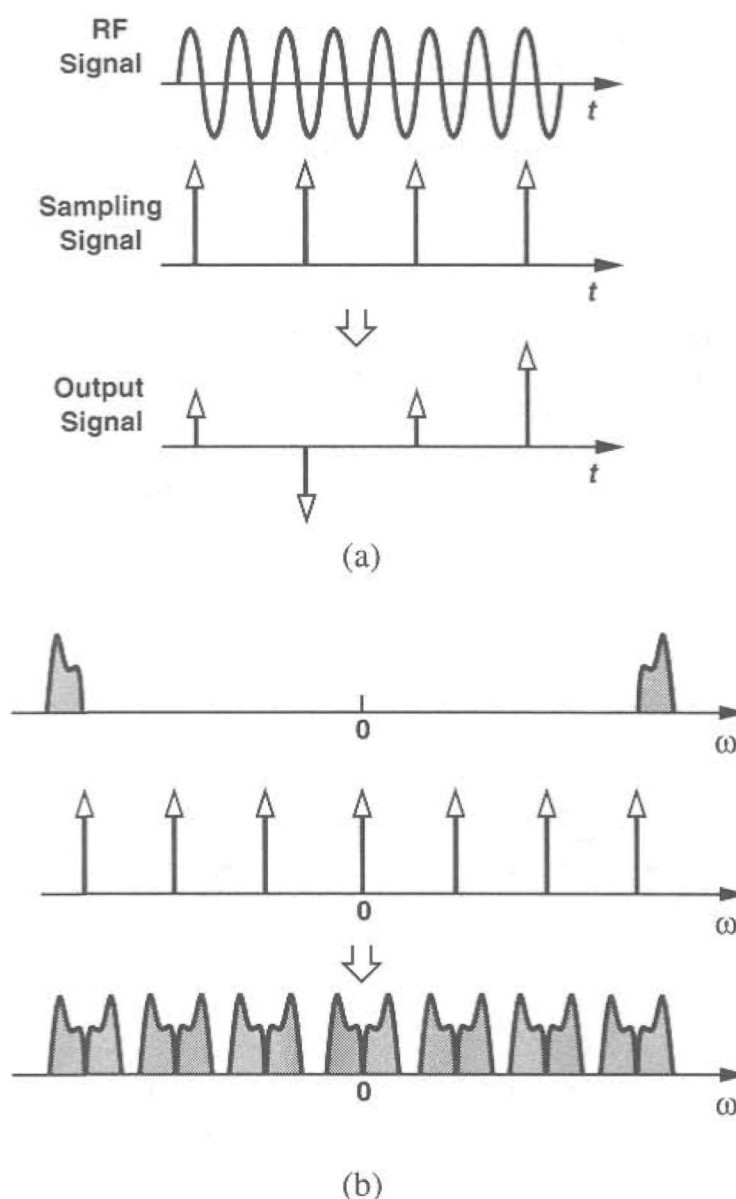 RF
Signal
t
Sampling
Signal
t
Output
Signal
t
(a)
0
ω
0
ω
0
ω
(b)